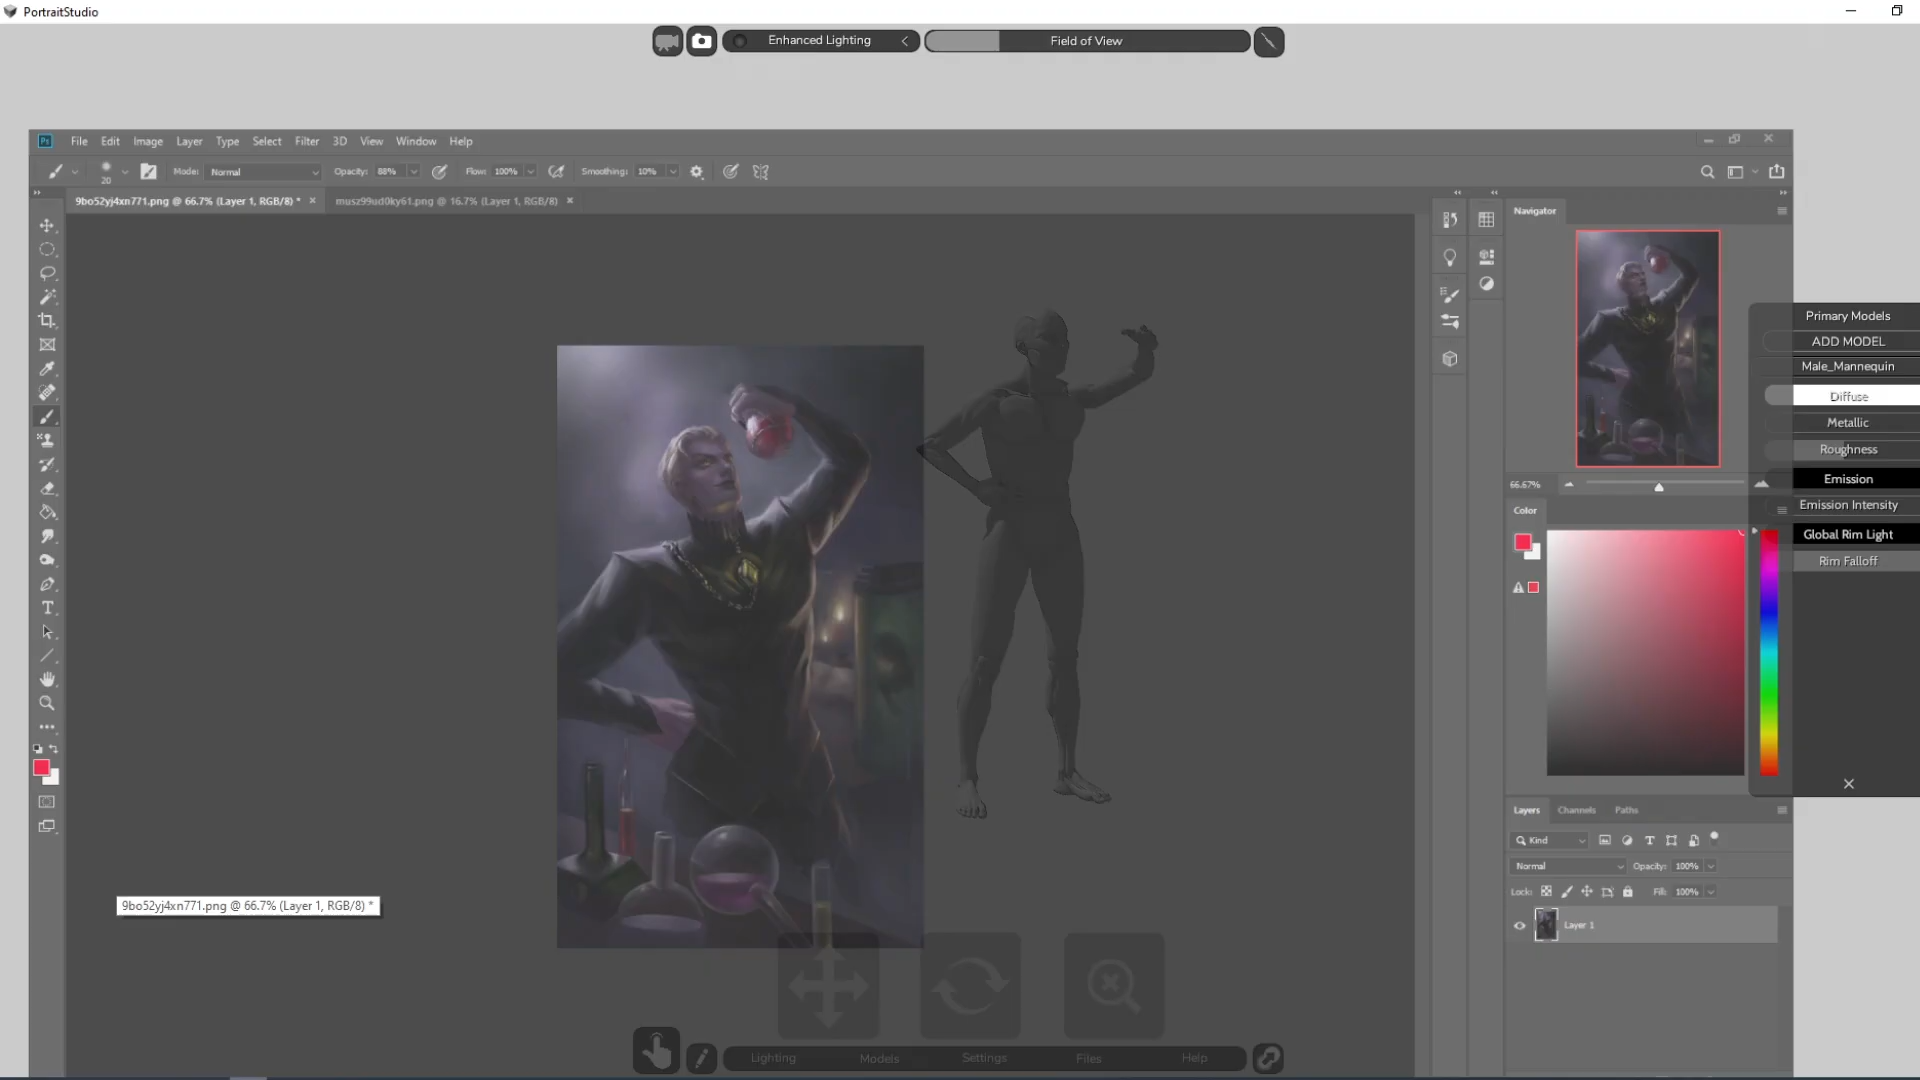 PortraitStudio
Enhanced Lighting
Field of View
Ps File Edit Image Layer Type Select Filter 3D View Window Help
20 Mode: Normal Opacity: 88% Flow: 100% Smoothing: 10%
9bo52yj4xn771.png @ 66.7% (Layer 1, RGB/8) *
musz99ud0ky61.png @ 16.7% (Layer 1, RGB/8)
Navigator
66.67%
Color
Primary Models
ADD MODEL
Male_Mannequin
Diffuse
Metallic
Roughness
Emission
Emission Intensity
Global Rim Light
Rim Falloff
Layers Channels Paths
Kind
Normal Opacity: 100%
Lock: Fill: 100%
Layer 1
9bo52yj4xn771.png @ 66.7% (Layer 1, RGB/8) *
Lighting Models Settings Files Help